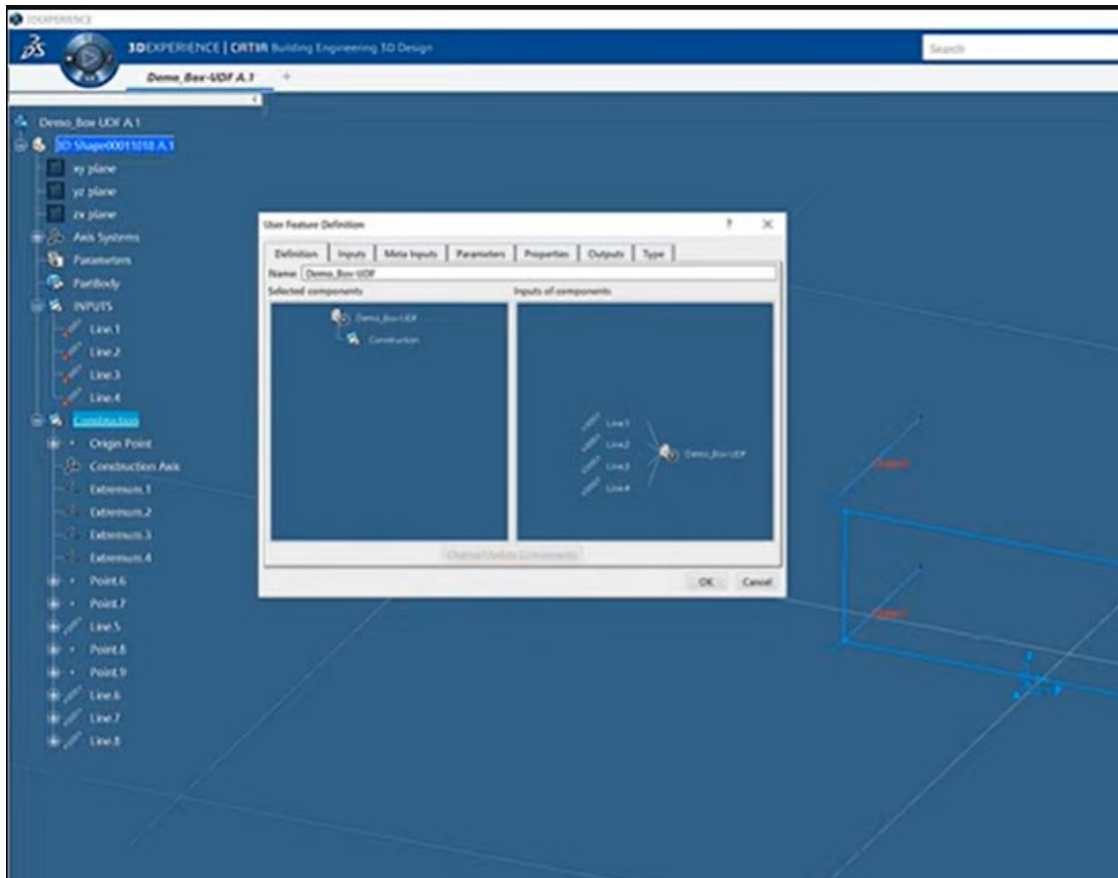 3DEXPERIENCE
3DEXPERIENCE | CATIA Building Engineering 3D Design
Search
Demo_Box-UDF A.1 +
Demo_Box-UDF A.1
3D Shape00011018 A.1
xy plane
yz plane
zx plane
Axis Systems
Parameters
PartBody
INPUTS
Line.1
Line.2
Line.3
Line.4
Construction
Origin Point
Construction Axis
Extremum.1
Extremum.2
Extremum.3
Extremum.4
Point.6
Point.7
Line.5
Point.8
Point.9
Line.6
Line.7
Line.8
User Feature Definition
Definition Inputs Meta Inputs Parameters Properties Outputs Type
Name: Demo_Box-UDF
Selected components
Inputs of components
Demo_Box-UDF
Construction
Line.1
Line.2
Line.3
Line.4
Demo_Box-UDF
OK Cancel